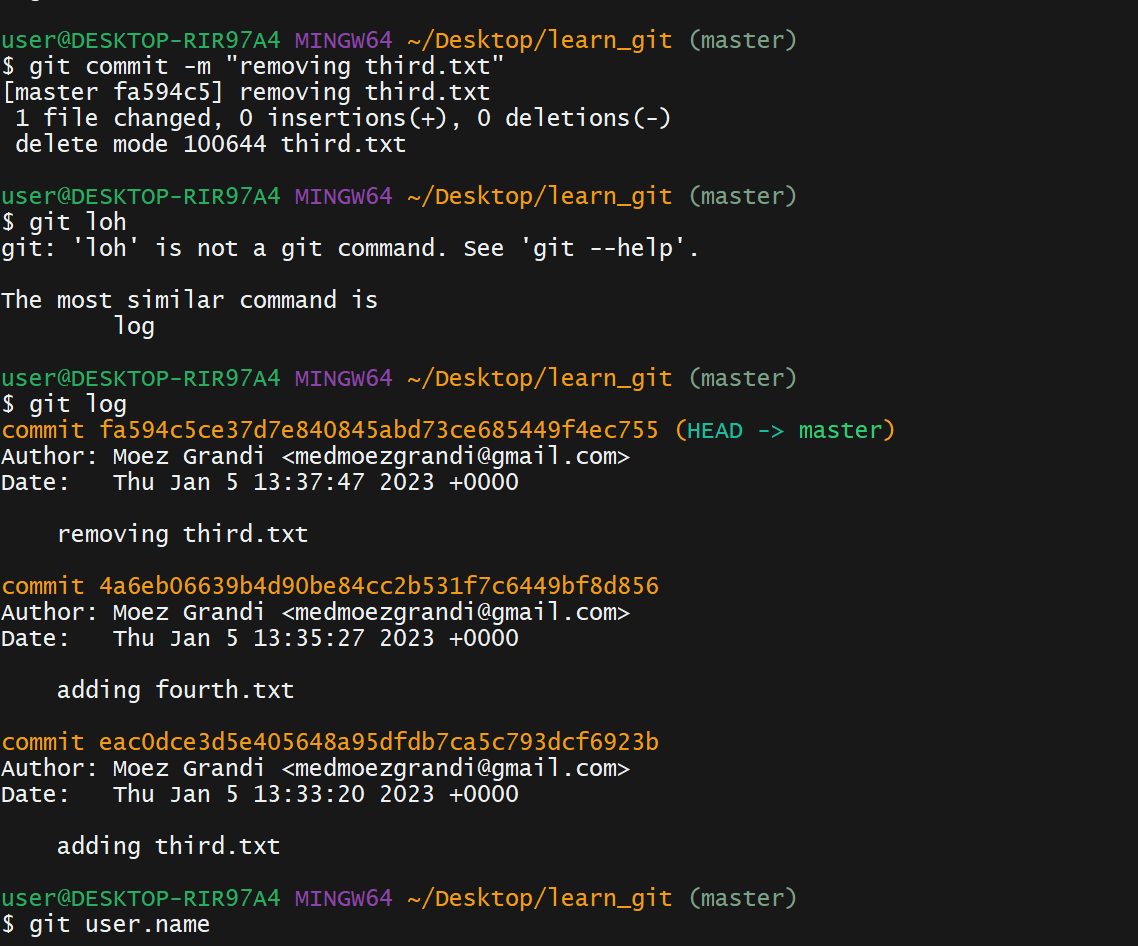 user@DESKTOP-RIR97A4 MINGW64 ~/Desktop/learn_git (master)
$ git commit -m "removing third.txt"
[master fa594c5] removing third.txt
 1 file changed, 0 insertions(+), 0 deletions(-)
 delete mode 100644 third.txt
user@DESKTOP-RIR97A4 MINGW64 ~/Desktop/learn_git (master)
$ git loh
git: 'loh' is not a git command. See 'git --help'.
The most similar command is
        log
user@DESKTOP-RIR97A4 MINGW64 ~/Desktop/learn_git (master)
$ git log
commit fa594c5ce37d7e840845abd73ce685449f4ec755 (HEAD -> master)
Author: Moez Grandi <medmoezgrandi@gmail.com>
Date:   Thu Jan 5 13:37:47 2023 +0000
    removing third.txt
commit 4a6eb06639b4d90be84cc2b531f7c6449bf8d856
Author: Moez Grandi <medmoezgrandi@gmail.com>
Date:   Thu Jan 5 13:35:27 2023 +0000
    adding fourth.txt
commit eac0dce3d5e405648a95dfdb7ca5c793dcf6923b
Author: Moez Grandi <medmoezgrandi@gmail.com>
Date:   Thu Jan 5 13:33:20 2023 +0000
    adding third.txt
user@DESKTOP-RIR97A4 MINGW64 ~/Desktop/learn_git (master)
$ git user.name